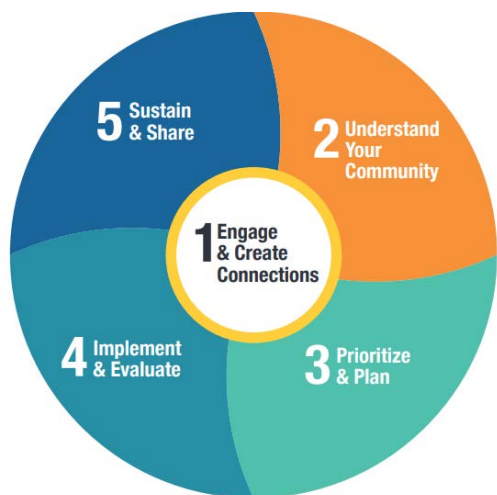 1 Engage
& Create
Connections
2 Understand
Your
Community
3 Prioritize
& Plan
4 Implement
& Evaluate
5 Sustain
& Share